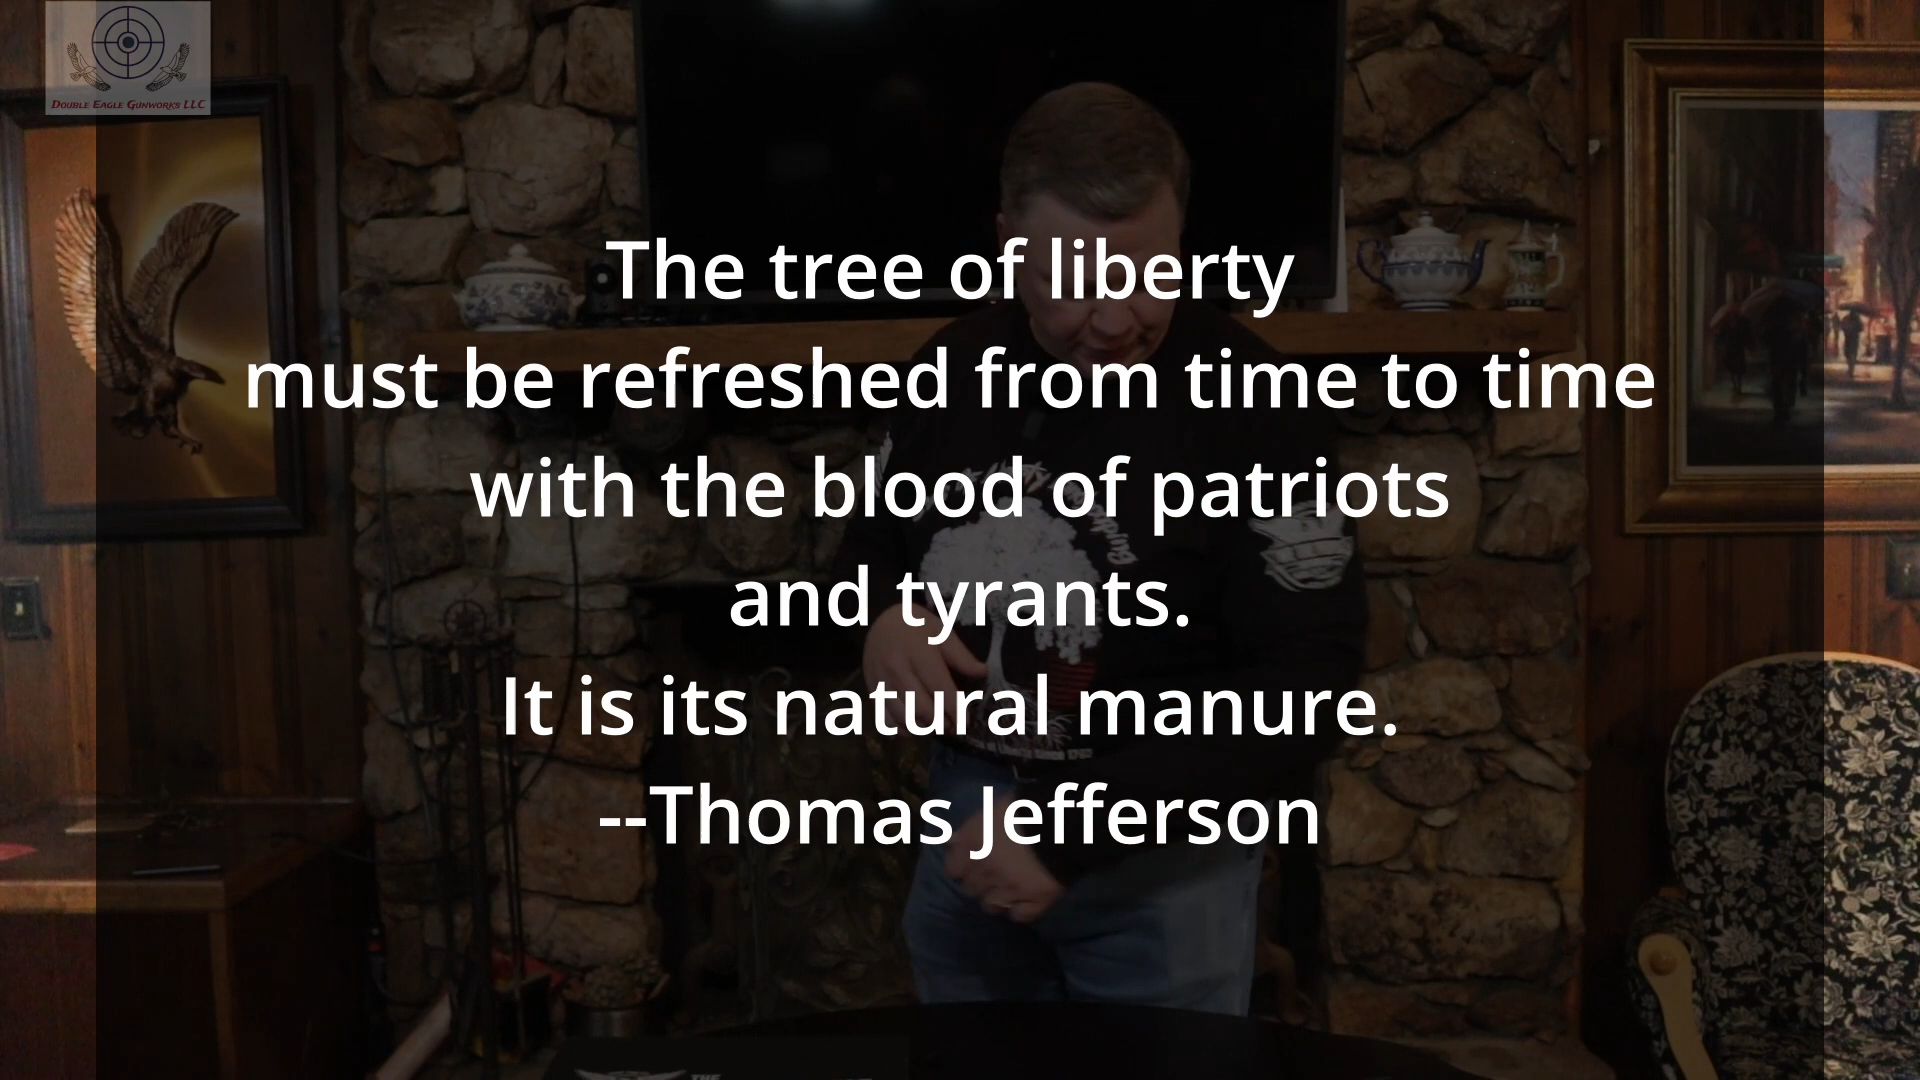 DOUBLE EAGLE GUNWORKS LLC
The tree of liberty
must be refreshed from time to time
with the blood of patriots
and tyrants.
It is its natural manure.
--Thomas Jefferson
THE